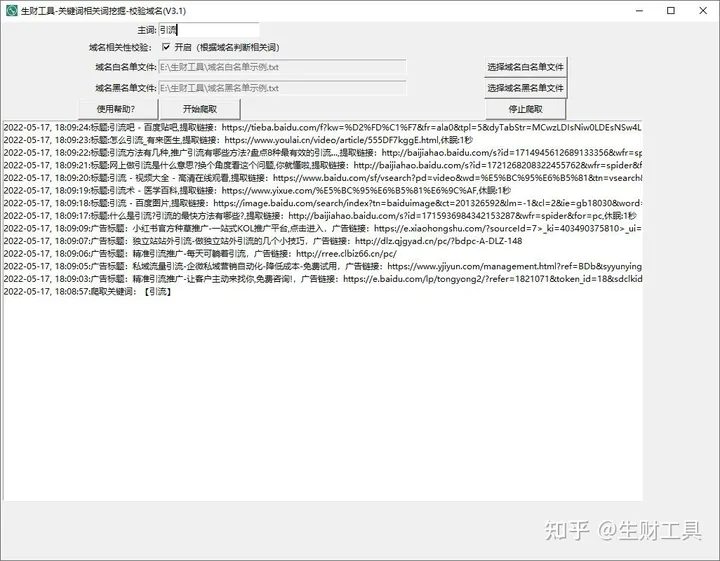 生财工具-关键词相关词挖掘-校验域名(V3.1)
主词: 引流
域名相关性校验: 开启（根据域名判断相关词）
域名白名单文件: E:\生财工具\域名白名单示例.txt 选择域名白名单文件
域名黑名单文件: E:\生财工具\域名黑名单示例.txt 选择域名黑名单文件
使用帮助? 开始爬取 停止爬取
2022-05-17, 18:09:24:标题:引流吧 - 百度贴吧,提取链接: https://tieba.baidu.com/f?kw=%D2%FD%C1%F7&fr=ala0&tpl=5&dyTabStr=MCwzLDIsNiw0LDEsNSw4L
2022-05-17, 18:09:23:标题:怎么引流_有来医生,提取链接: https://www.youlai.cn/video/article/555DF7kggE.html,休眠:1秒
2022-05-17, 18:09:22:标题:引流方法有几种,推广引流有哪些方法?盘点8种最有效的引流...,提取链接: http://baijiahao.baidu.com/s?id=1714945612689133356&wfr=sp
2022-05-17, 18:09:21:标题:网上做引流是什么意思?换个角度看这个问题,你就懂啦,提取链接: http://baijiahao.baidu.com/s?id=1721268208322455762&wfr=spider&f
2022-05-17, 18:09:20:标题:引流 - 视频大全 - 高清在线观看,提取链接: https://www.baidu.com/sf/vsearch?pd=video&wd=%E5%BC%95%E6%B5%81&tn=vsearch&
2022-05-17, 18:09:19:标题:引流术 - 医学百科,提取链接: https://www.yixue.com/%E5%BC%95%E6%B5%81%E6%9C%AF,休眠:1秒
2022-05-17, 18:09:18:标题:引流 - 百度图片,提取链接: https://image.baidu.com/search/index?tn=baiduimage&ct=201326592&lm=-1&cl=2&ie=gb18030&word=
2022-05-17, 18:09:17:标题:什么是引流?引流的最快方法有哪些?,提取链接: http://baijiahao.baidu.com/s?id=1715936984342153287&wfr=spider&for=pc,休眠:1秒
2022-05-17, 18:09:09:广告标题: 小红书官方种草推广-一站式KOL推广平台,点击进入, 广告链接: https://e.xiaohongshu.com/?sourceId=7>_ki=403490375810>_ui=
2022-05-17, 18:09:07:广告标题: 独立站站外引流-做独立站外引流的几个小技巧, 广告链接: http://dlz.qjgyad.cn/pc/?bdpc-A-DLZ-148
2022-05-17, 18:09:06:广告标题: 精准引流推广-每天可躺着引流, 广告链接: http://rree.clbiz66.cn/pc/
2022-05-17, 18:09:05:广告标题: 私域流量引流-企微私域营销自动化-降低成本-免费试用, 广告链接: https://www.yjiyun.com/management.html?ref=BDb&syyunying
2022-05-17, 18:09:03:广告标题: 精准引流推广-让客户主动来找你,免费咨询!, 广告链接: https://e.baidu.com/lp/tongyong2/?refer=1821071&token_id=18&sdclkid
2022-05-17, 18:08:57:爬取关键词: 【引流】
知乎 @生财工具